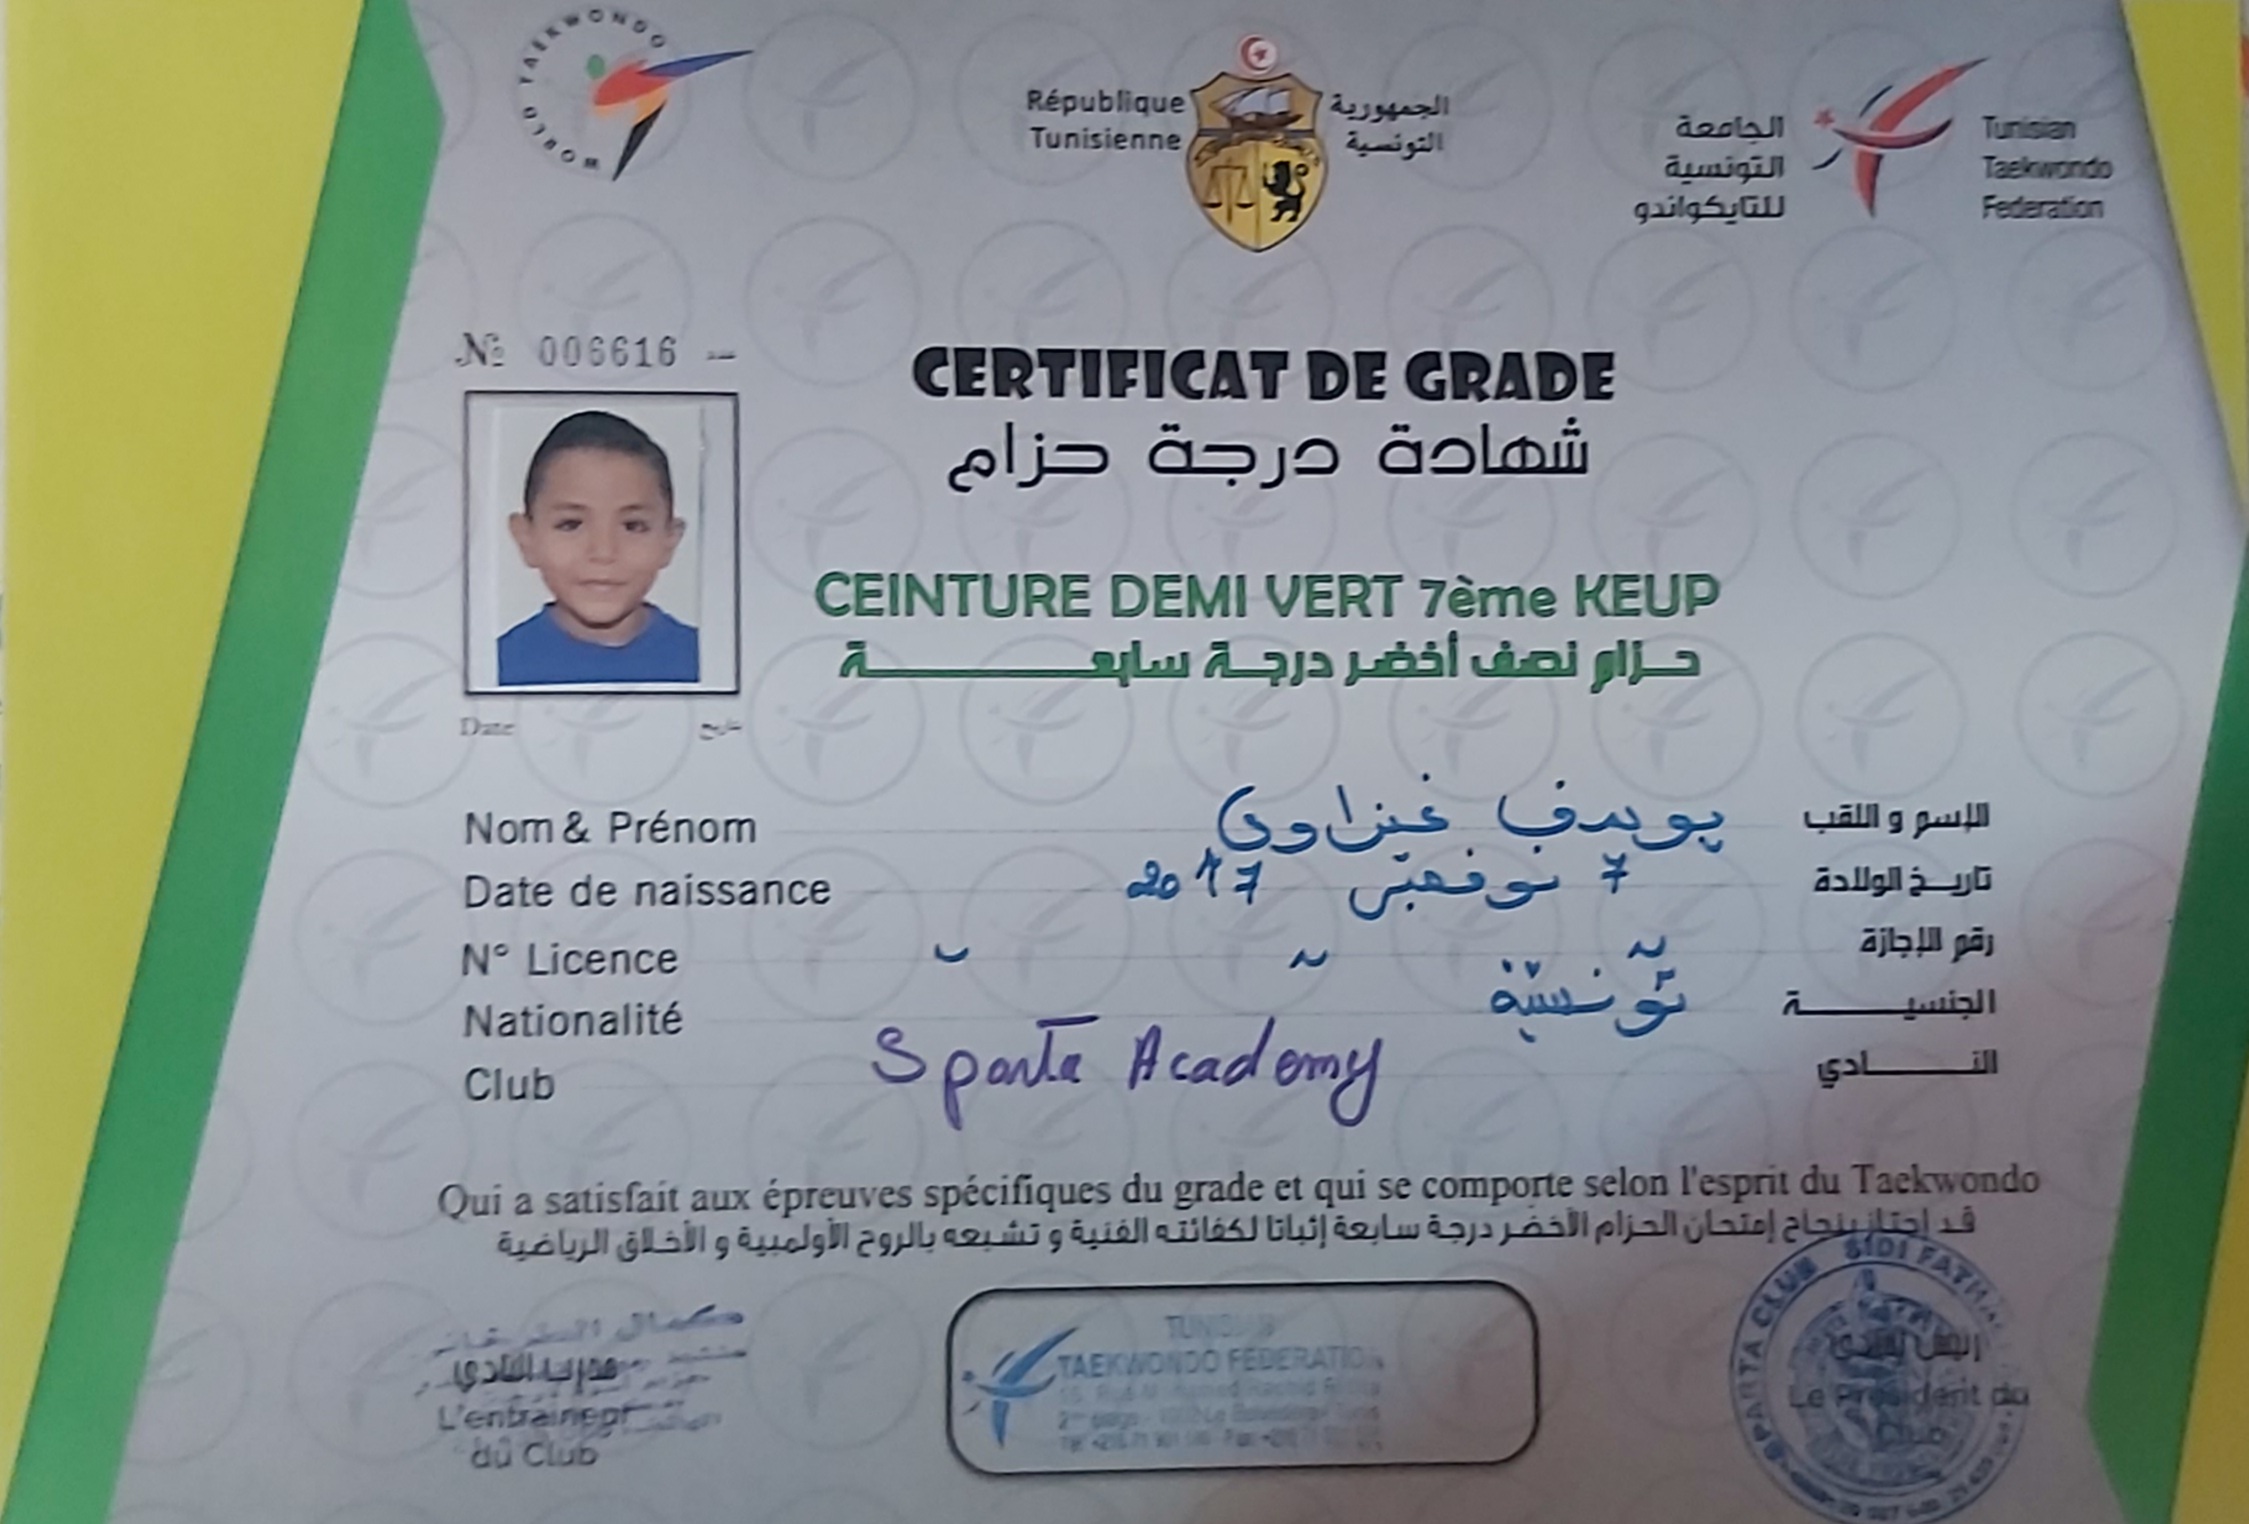 WORLD TAEKWONDO
République
Tunisienne
الجمهورية
التونسية
الجامعة
التونسية
للتايكواندو
Tunisian
Taekwondo
Federation
№ 006616
CERTIFICAT DE GRADE
شهادة درجة حزام
CEINTURE DEMI VERT 7ème KEUP
حزام نصف أخضر درجة سابعة
Date تاريخ
Nom & Prénom يوسف غزاوي الإسم و اللقب
Date de naissance 7 نوفمبر 2017 تاريخ الولادة
N° Licence رقم الإجازة
Nationalité تونسية الجنسية
Club Sparta Academy النادي
Qui a satisfait aux épreuves spécifiques du grade et qui se comporte selon l'esprit du Taekwondo
قد إجتاز بنجاح إمتحان الحزام الأخضر درجة سابعة إثباتا لكفائته الفنية و تشبعه بالروح الأولمبية و الأخلاق الرياضية
مدرب النادي
L'entraineur
du Club
TUNISIAN
TAEKWONDO FEDERATION
SPARTA CLUB SIDI FATH
Le Président du
Club